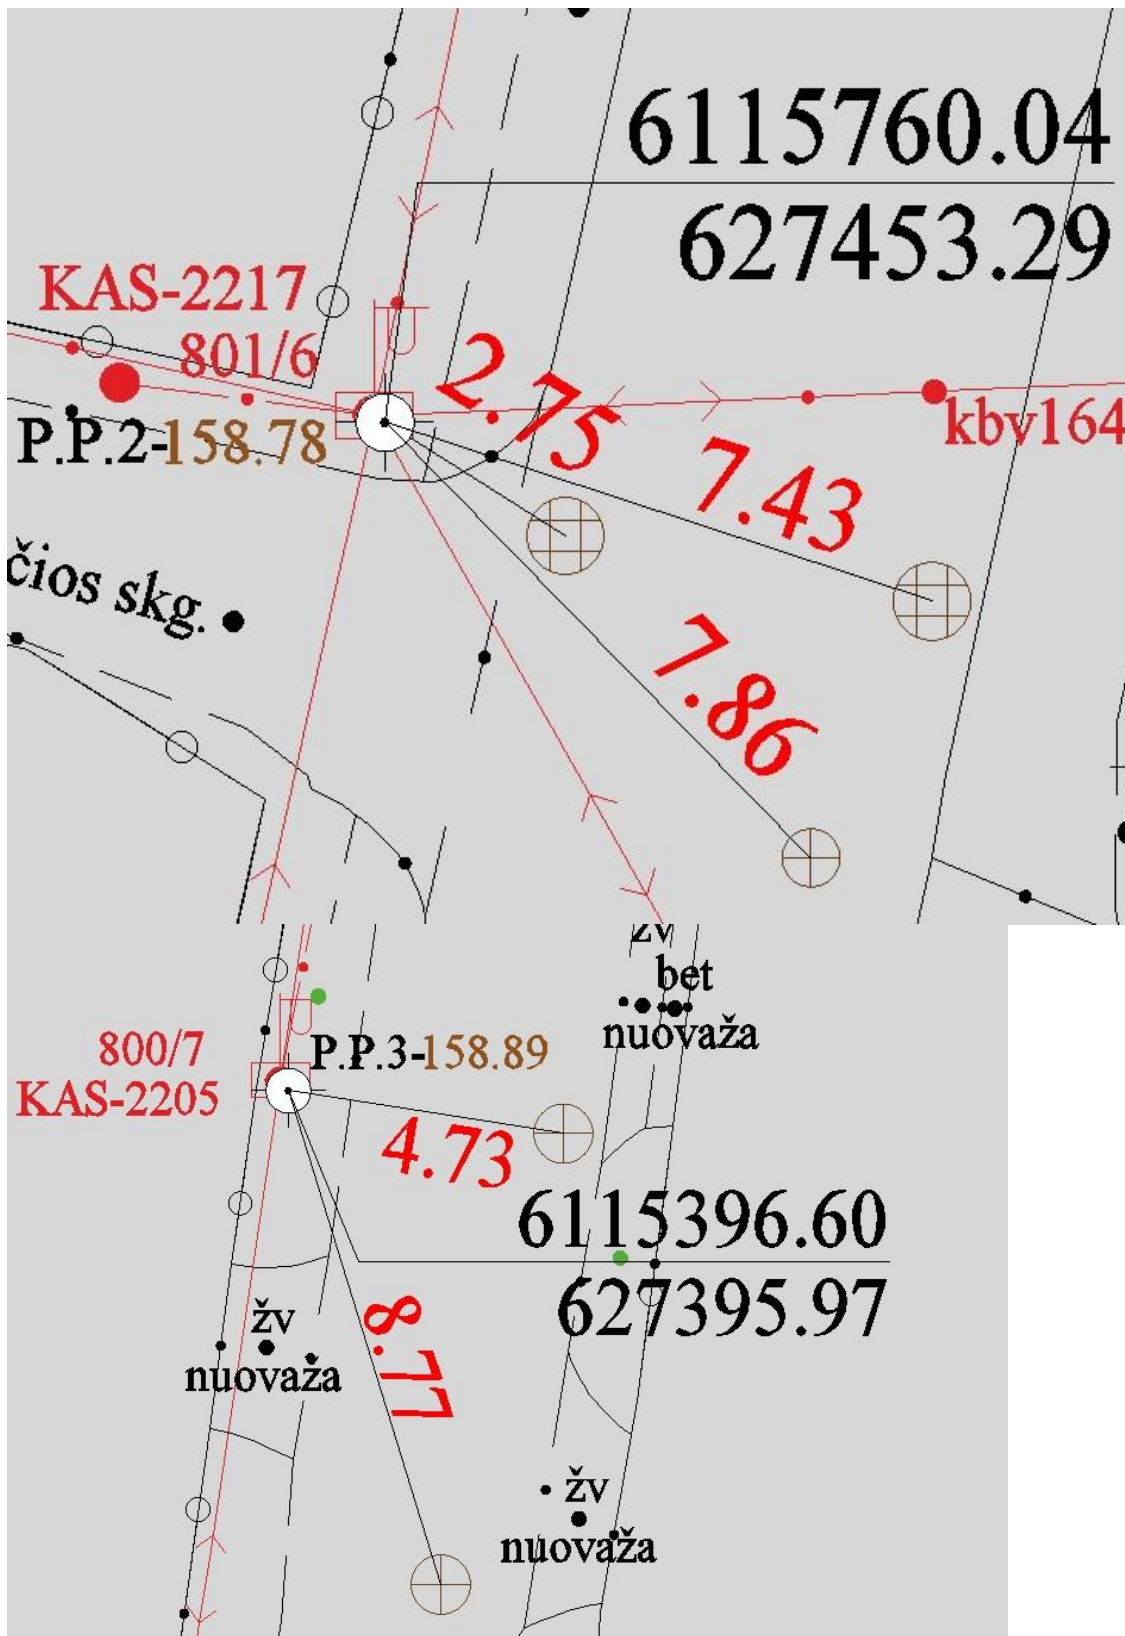 6115760.04
627453.29
KAS-2217
801/6
2.75
kbv164
P.P.2-158.78
7.43
čios skg.
7.86
žv
bet
nuovaža
800/7
P.P.3-158.89
KAS-2205
4.73
6115396.60
627395.97
8.77
žv
nuovaža
žv
nuovaža